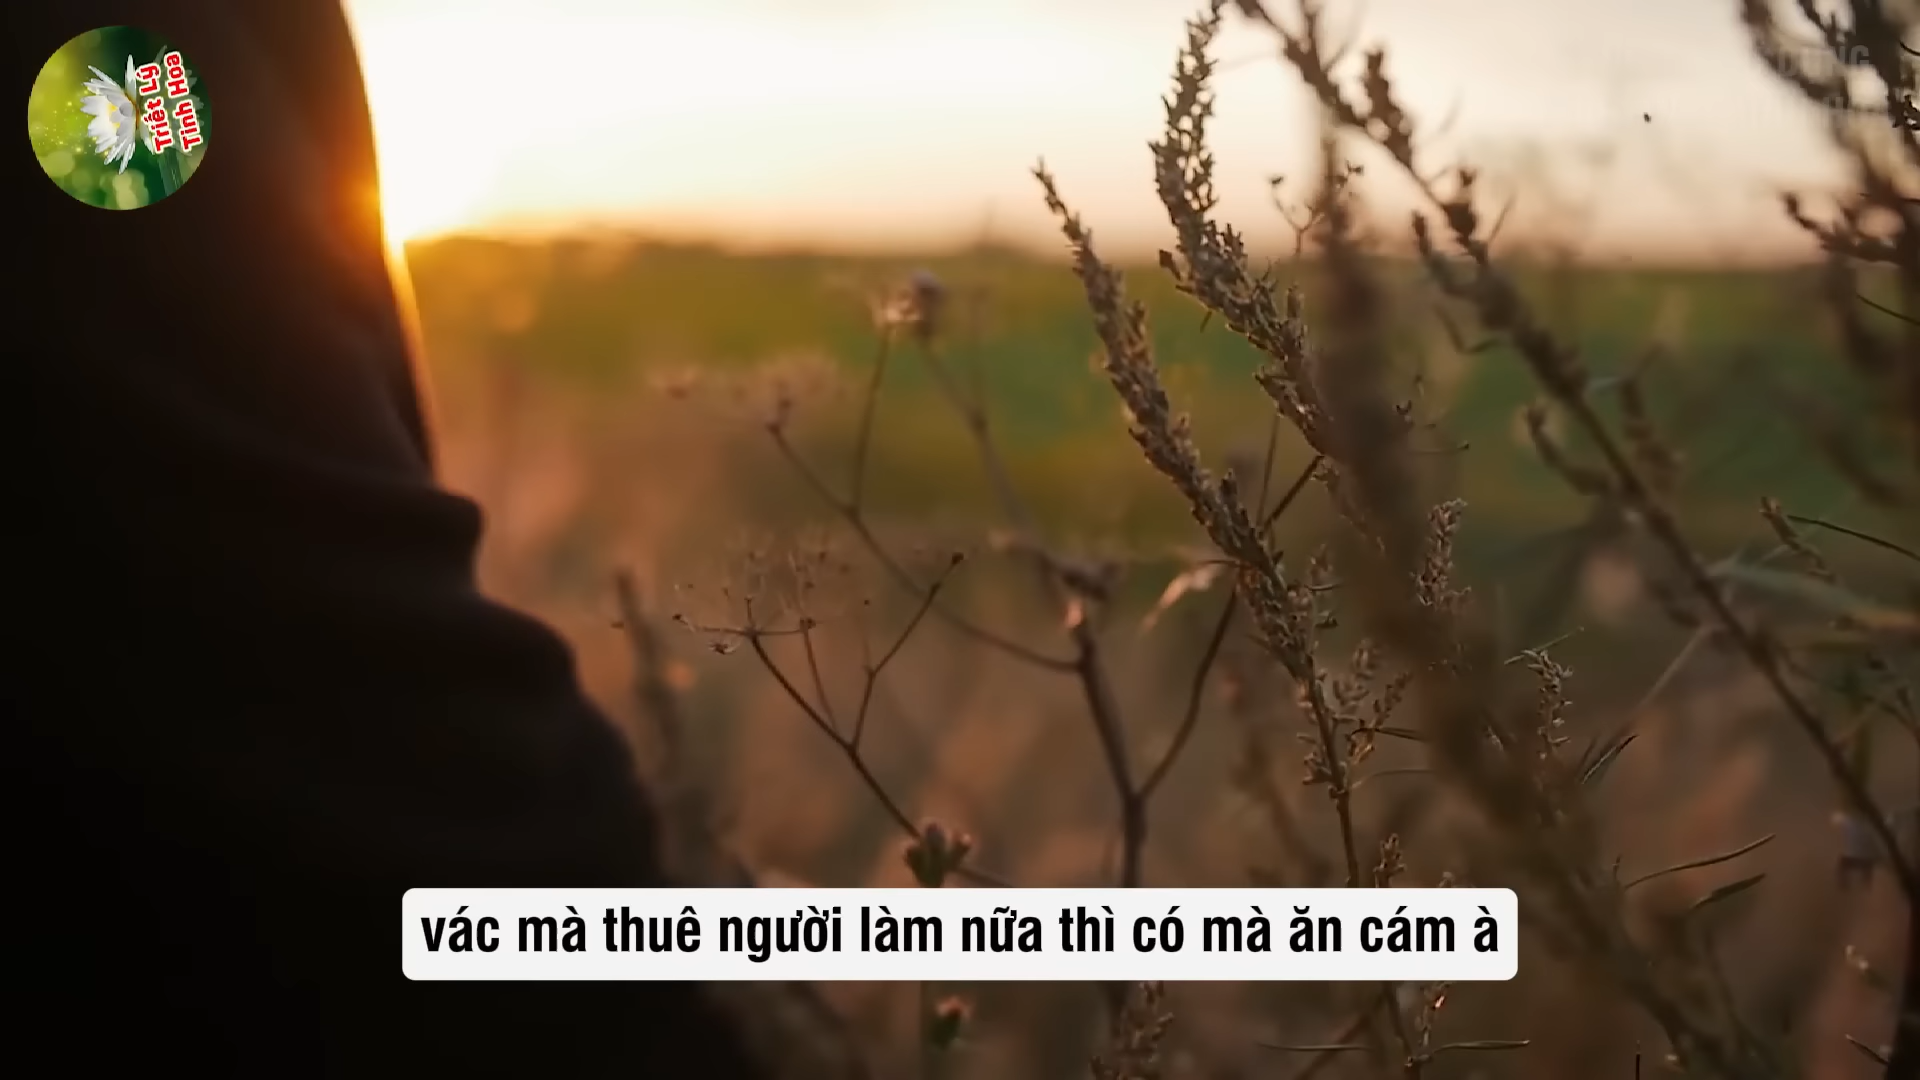 Triết Lý
Tinh Hoa
vác mà thuê người làm nữa thì có mà ăn cám à